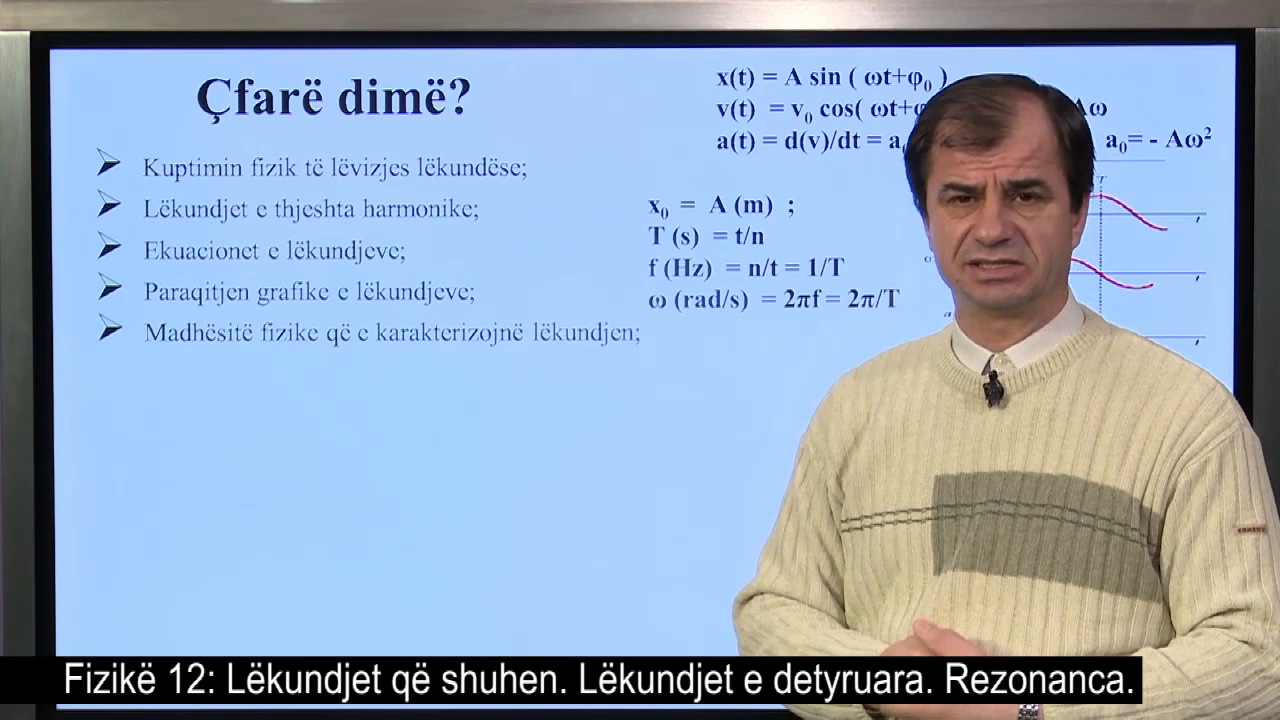 Çfarë dimë?
Kuptimin fizik të lëvizjes lëkundëse;
Lëkundjet e thjeshta harmonike;
Ekuacionet e lëkundjeve;
Paraqitjen grafike e lëkundjeve;
Madhësitë fizike që e karakterizojnë lëkundjen;
x(t) = A sin ( ωt+φ₀ )
v(t) = v₀ cos( ωt+φ Aω
a(t) = d(v)/dt = a₀ a₀= - Aω²
x₀ = A (m) ;
T (s) = t/n
f (Hz) = n/t = 1/T
ω (rad/s) = 2πf = 2π/T
T
t
t
t
Fizikë 12: Lëkundjet që shuhen. Lëkundjet e detyruara. Rezonanca.